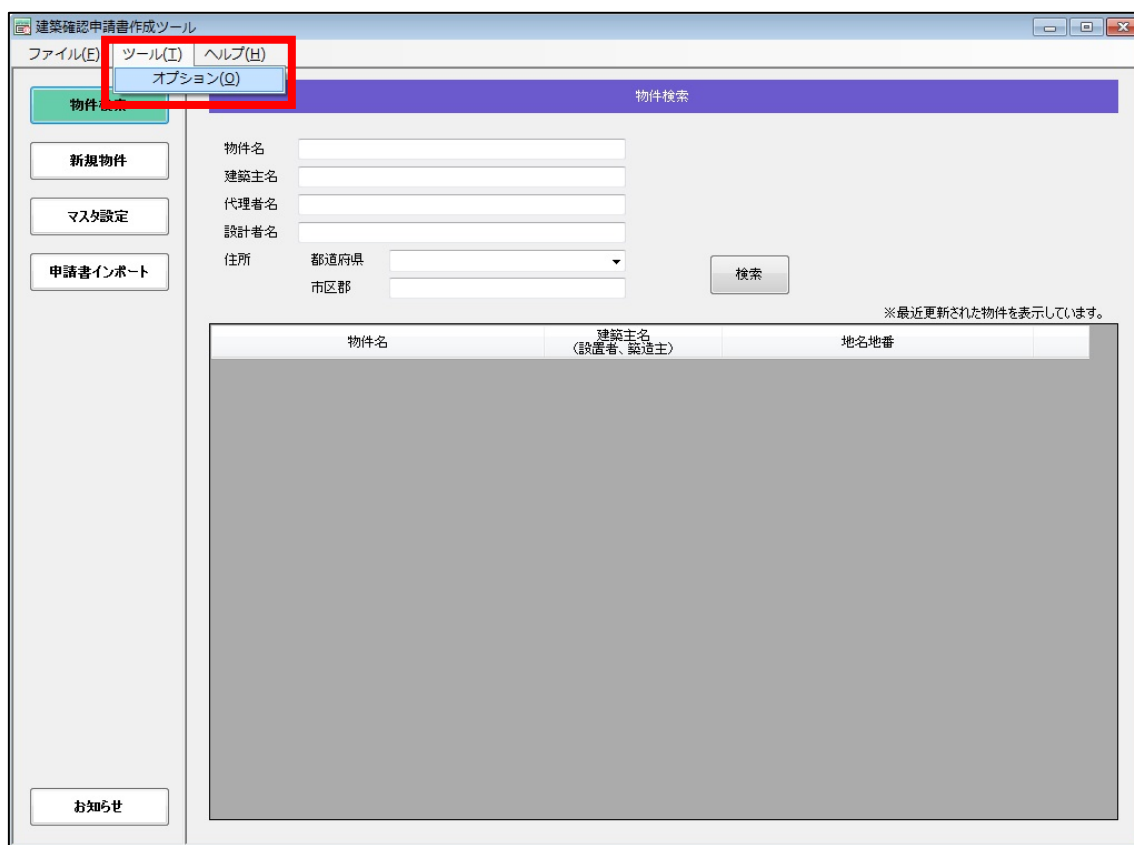 建築確認申請書作成ツール
ファイル(F) ツール(T) ヘルプ(H)
オプション(O)
物件検索
物件検索
新規物件
マスタ設定
申請書インポート
お知らせ
物件名
建築主名
代理者名
設計者名
住所 都道府県
市区郡
検索
※最近更新された物件を表示しています。
物件名 建築主名 地名地番
（設置者、築造主）